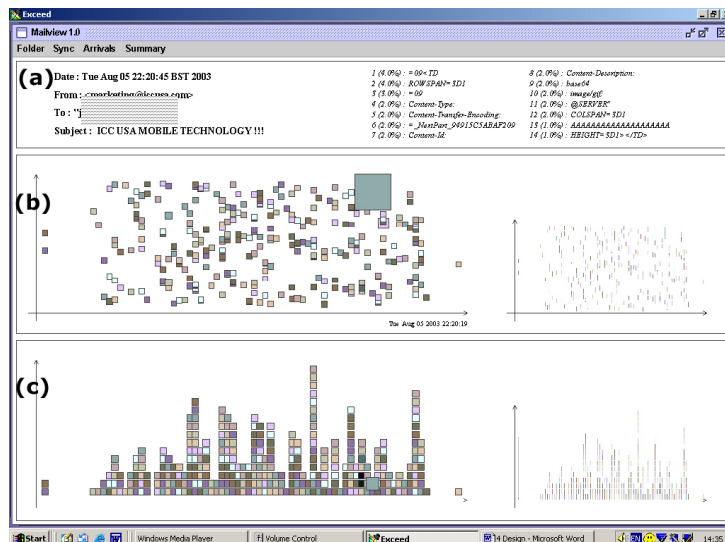 Exceed
Mailview 1.0
Folder Sync Arrivals Summary
(a)
Date : Tue Aug 05 22:20:45 BST 2003
From : <marketing@iccusa.com>
To : "j
Subject : ICC USA MOBILE TECHNOLOGY !!!
1 (4.0%) : =09<TD
2 (4.0%) : ROWSPAN=3D1
3 (3.0%) : =09
4 (2.0%) : Content-Type:
5 (2.0%) : Content-Transfer-Encoding:
6 (2.0%) : =_NextPart_94915C5ABAF209
7 (2.0%) : Content-Id:
8 (2.0%) : Content-Description:
9 (2.0%) : base64
10 (2.0%) : image/gif;
11 (2.0%) : @SERVER"
12 (2.0%) : COLSPAN=3D1
13 (1.0%) : AAAAAAAAAAAAAAAAAAAA
14 (1.0%) : HEIGHT=3D1></TD>
(b)
Tue Aug 05 2003 22:20:19
(c)
Start Windows Media Player Volume Control Exceed 14 Design - Microsoft Word EN 14:35